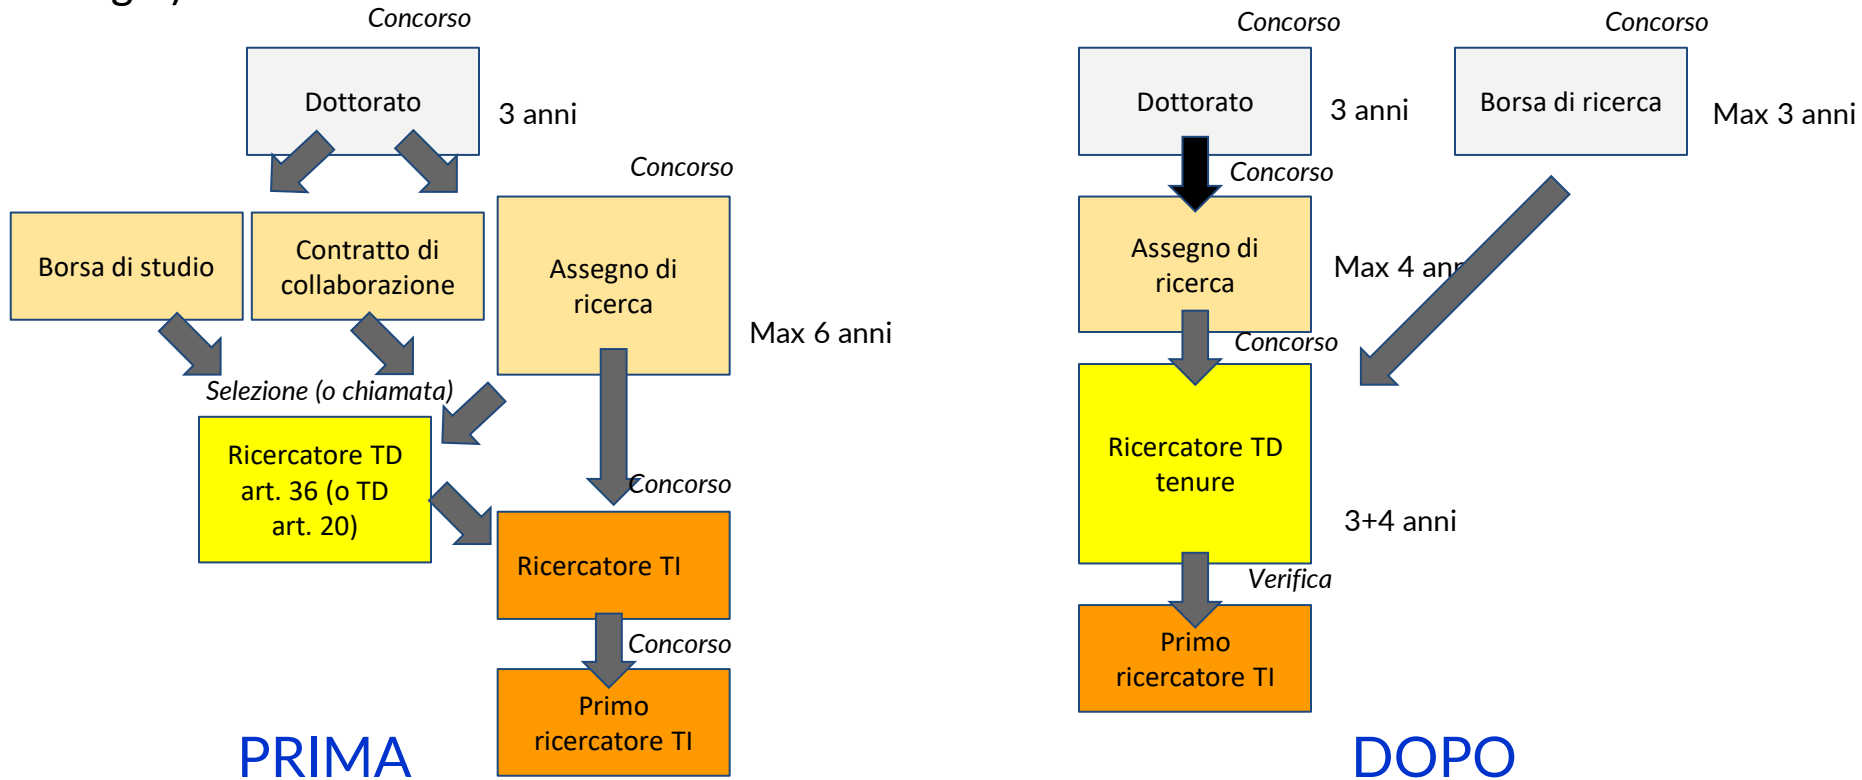 Concorso
Dottorato
3 anni
Concorso
Borsa di studio
Contratto di
collaborazione
Assegno di
ricerca
Max 6 anni
Selezione (o chiamata)
Ricercatore TD
art. 36 (o TD
art. 20)
Concorso
Ricercatore TI
Concorso
Primo
ricercatore TI
PRIMA
Concorso
Dottorato
3 anni
Concorso
Borsa di ricerca
Max 3 anni
Concorso
Assegno di
ricerca
Max 4
Concorso
Ricercatore TD
tenure
3+4 anni
Verifica
Primo
ricercatore TI
DOPO